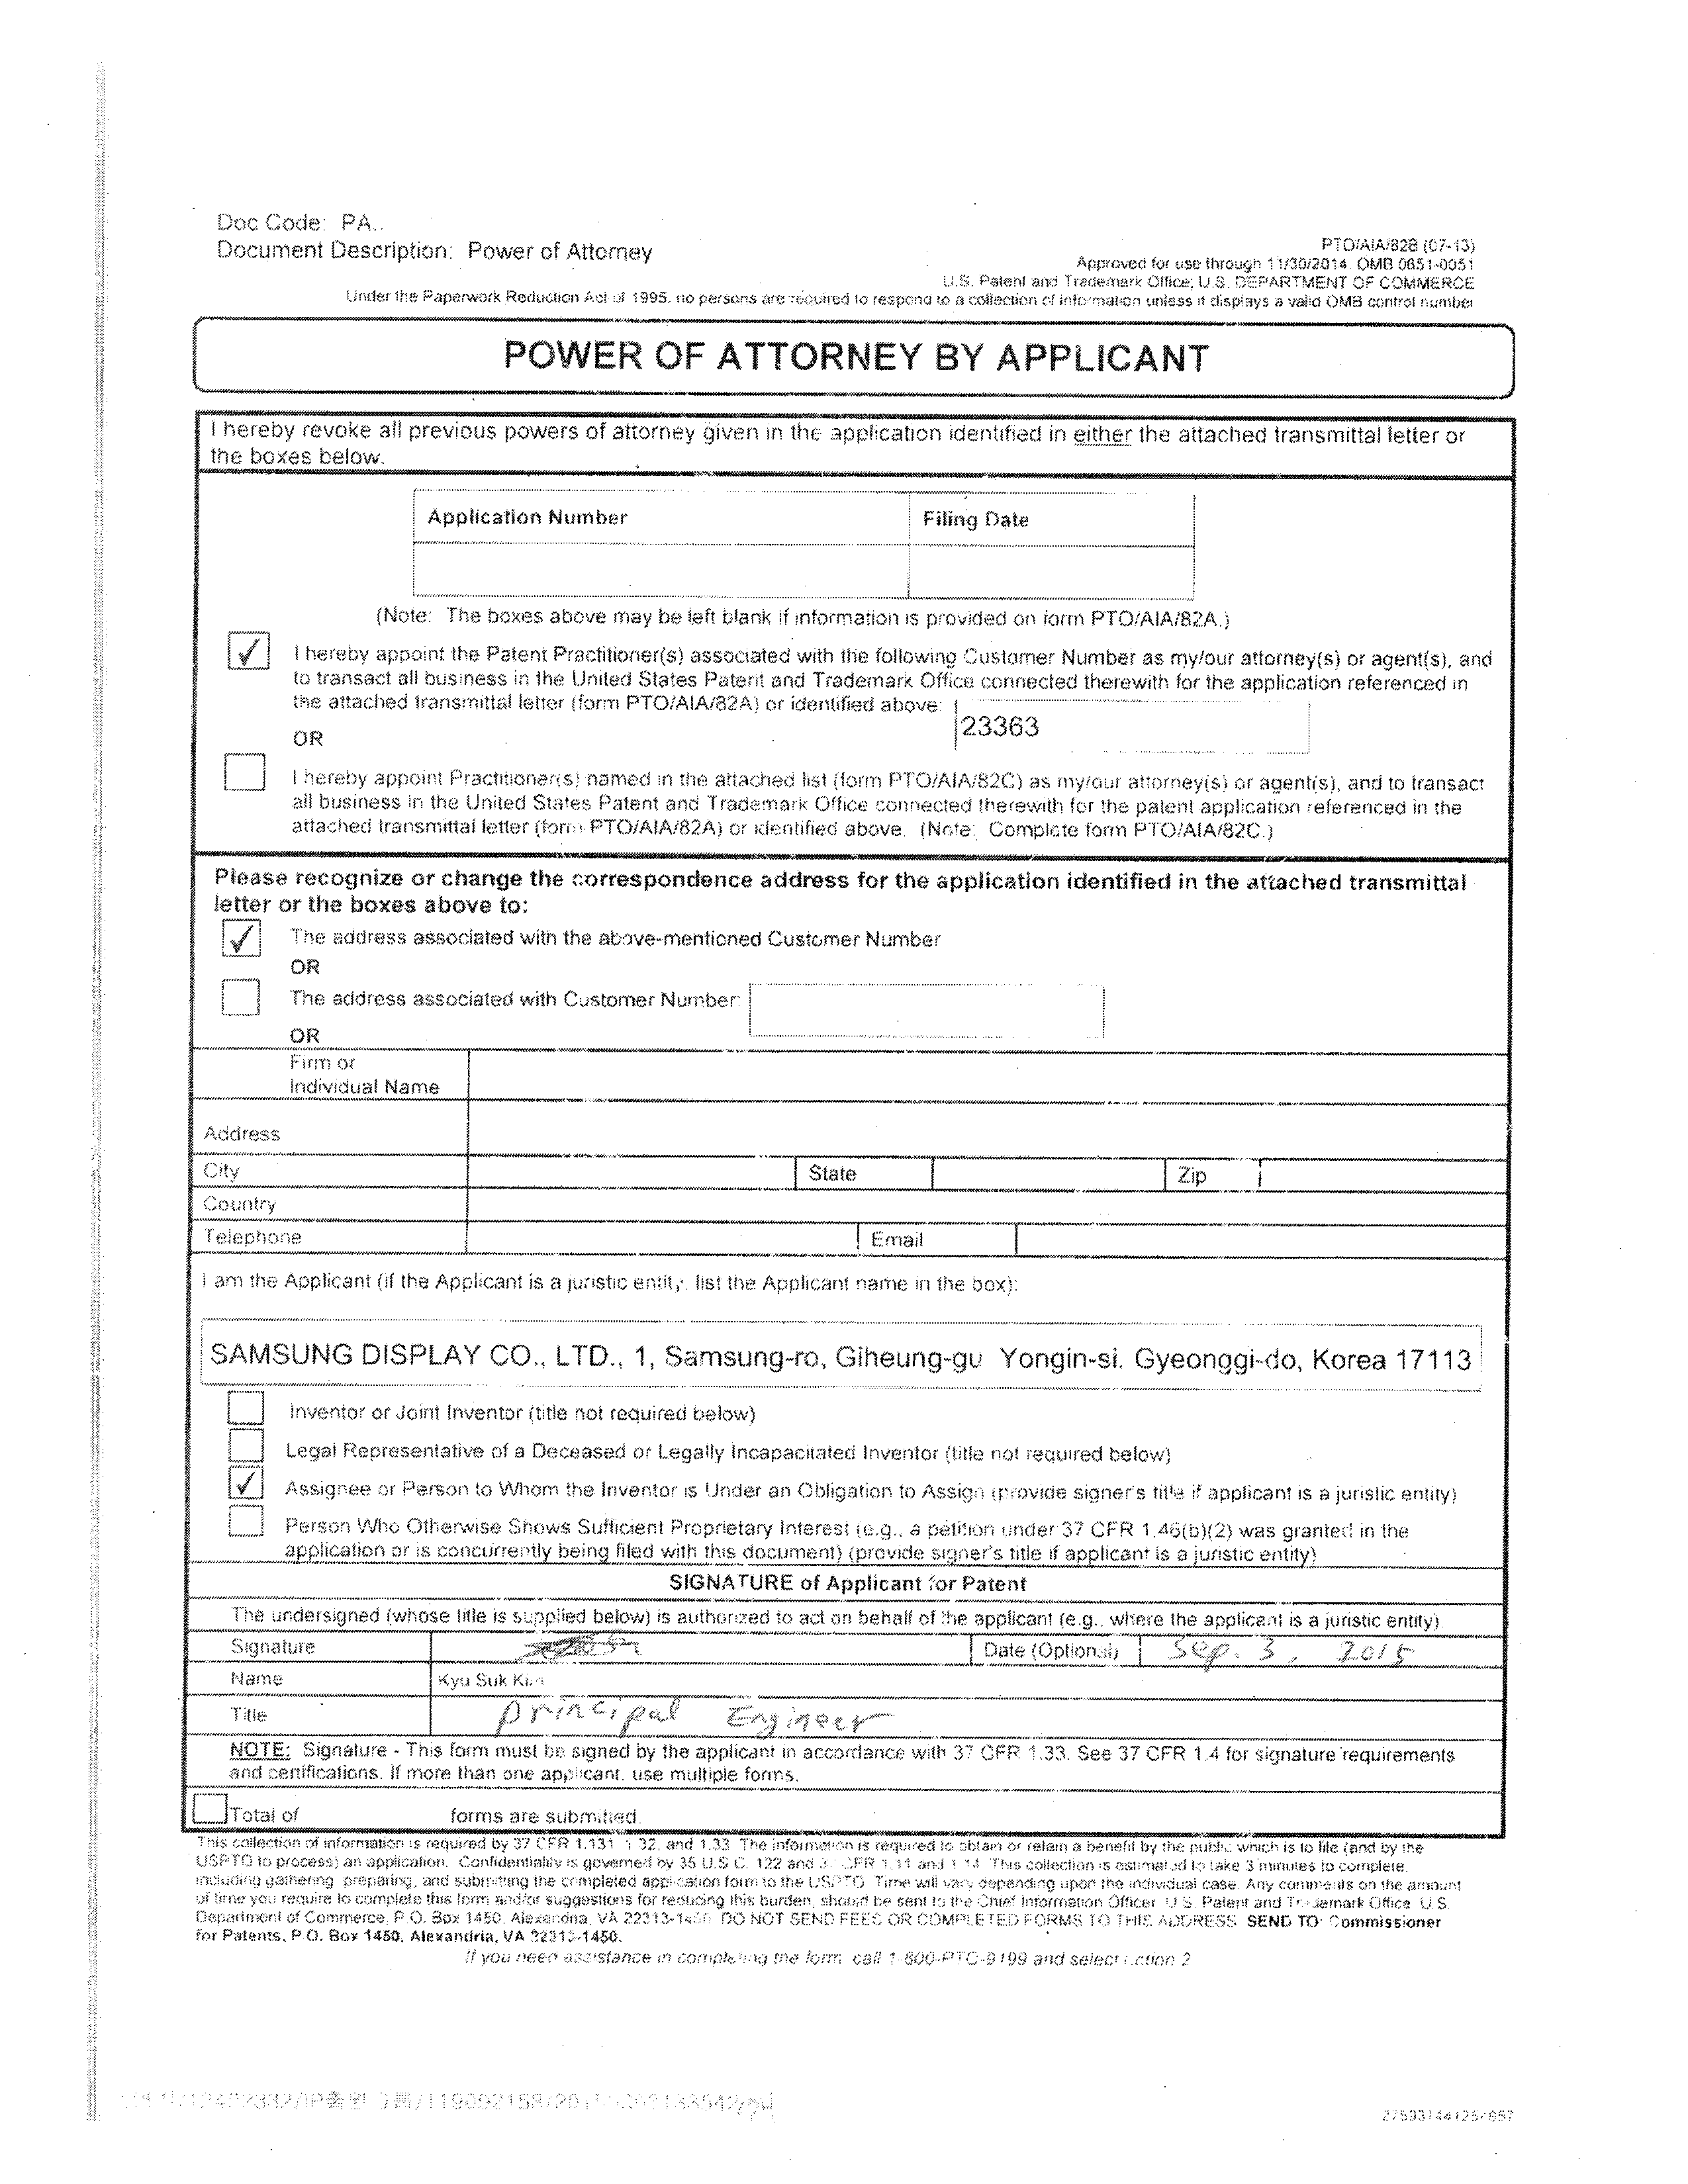 Doc Code: PA..
Document Description: Power of Attorney
PTO/AIA/82B (07-13)
Approved for use through 11/30/2014. OMB 0651-0051
U.S. Patent and Trademark Office; U.S. DEPARTMENT OF COMMERCE
Under the Paperwork Reduction Act of 1995, no persons are required to respond to a collection of information unless it displays a valid OMB control number
POWER OF ATTORNEY BY APPLICANT
I hereby revoke all previous powers of attorney given in the application identified in either the attached transmittal letter or
the boxes below.
Application Number Filing Date
(Note: The boxes above may be left blank if information is provided on form PTO/AIA/82A.)
I hereby appoint the Patent Practitioner(s) associated with the following Customer Number as my/our attorney(s) or agent(s), and
to transact all business in the United States Patent and Trademark Office connected therewith for the application referenced in
the attached transmittal letter (form PTO/AIA/82A) or identified above:
23363
OR
I hereby appoint Practitioner(s) named in the attached list (form PTO/AIA/82C) as my/our attorney(s) or agent(s), and to transact
all business in the United States Patent and Trademark Office connected therewith for the patent application referenced in the
attached transmittal letter (form PTO/AIA/82A) or identified above. (Note: Complete form PTO/AIA/82C.)
Please recognize or change the correspondence address for the application identified in the attached transmittal
letter or the boxes above to:
The address associated with the above-mentioned Customer Number
OR
The address associated with Customer Number:
OR
Firm or
Individual Name
Address
City State Zip
Country
Telephone Email
I am the Applicant (if the Applicant is a juristic entity, list the Applicant name in the box):
SAMSUNG DISPLAY CO., LTD., 1, Samsung-ro, Giheung-gu Yongin-si, Gyeonggi-do, Korea 17113
Inventor or Joint Inventor (title not required below)
Legal Representative of a Deceased or Legally Incapacitated Inventor (title not required below)
Assignee or Person to Whom the Inventor is Under an Obligation to Assign (provide signer's title if applicant is a juristic entity)
Person Who Otherwise Shows Sufficient Proprietary Interest (e.g., a petition under 37 CFR 1.46(b)(2) was granted in the
application or is concurrently being filed with this document) (provide signer's title if applicant is a juristic entity)
SIGNATURE of Applicant for Patent
The undersigned (whose title is supplied below) is authorized to act on behalf of the applicant (e.g., where the applicant is a juristic entity).
Signature Date (Optional) Sep. 3, 2015
Name Kyu Suk Kim
Title principal Engineer
NOTE: Signature - This form must be signed by the applicant in accordance with 37 CFR 1.33. See 37 CFR 1.4 for signature requirements
and certifications. If more than one applicant, use multiple forms.
Total of forms are submitted.
This collection of information is required by 37 CFR 1.131, 1.32, and 1.33. The information is required to obtain or retain a benefit by the public which is to file (and by the
USPTO to process) an application. Confidentiality is governed by 35 U.S.C. 122 and 37 CFR 1.11 and 1.14. This collection is estimated to take 3 minutes to complete,
including gathering, preparing, and submitting the completed application form to the USPTO. Time will vary depending upon the individual case. Any comments on the amount
of time you require to complete this form and/or suggestions for reducing this burden, should be sent to the Chief Information Officer, U.S. Patent and Trademark Office, U.S.
Department of Commerce, P.O. Box 1450, Alexandria, VA 22313-1450. DO NOT SEND FEES OR COMPLETED FORMS TO THIS ADDRESS. SEND TO: Commissioner
for Patents, P.O. Box 1450, Alexandria, VA 22313-1450.
If you need assistance in completing the form, call 1-800-PTO-9199 and select option 2